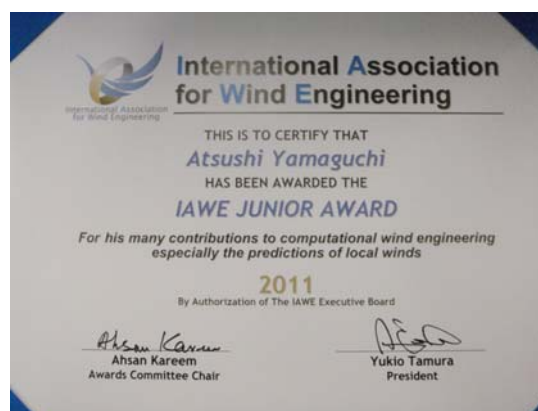 International Association
for Wind Engineering
International Association
for Wind Engineering
THIS IS TO CERTIFY THAT
Atsushi Yamaguchi
HAS BEEN AWARDED THE
IAWE JUNIOR AWARD
For his many contributions to computational wind engineering
especially the predictions of local winds
2011
By Authorization of The IAWE Executive Board
Ahsan Kareem
Ahsan Kareem
Awards Committee Chair
Yukio Tamura
President